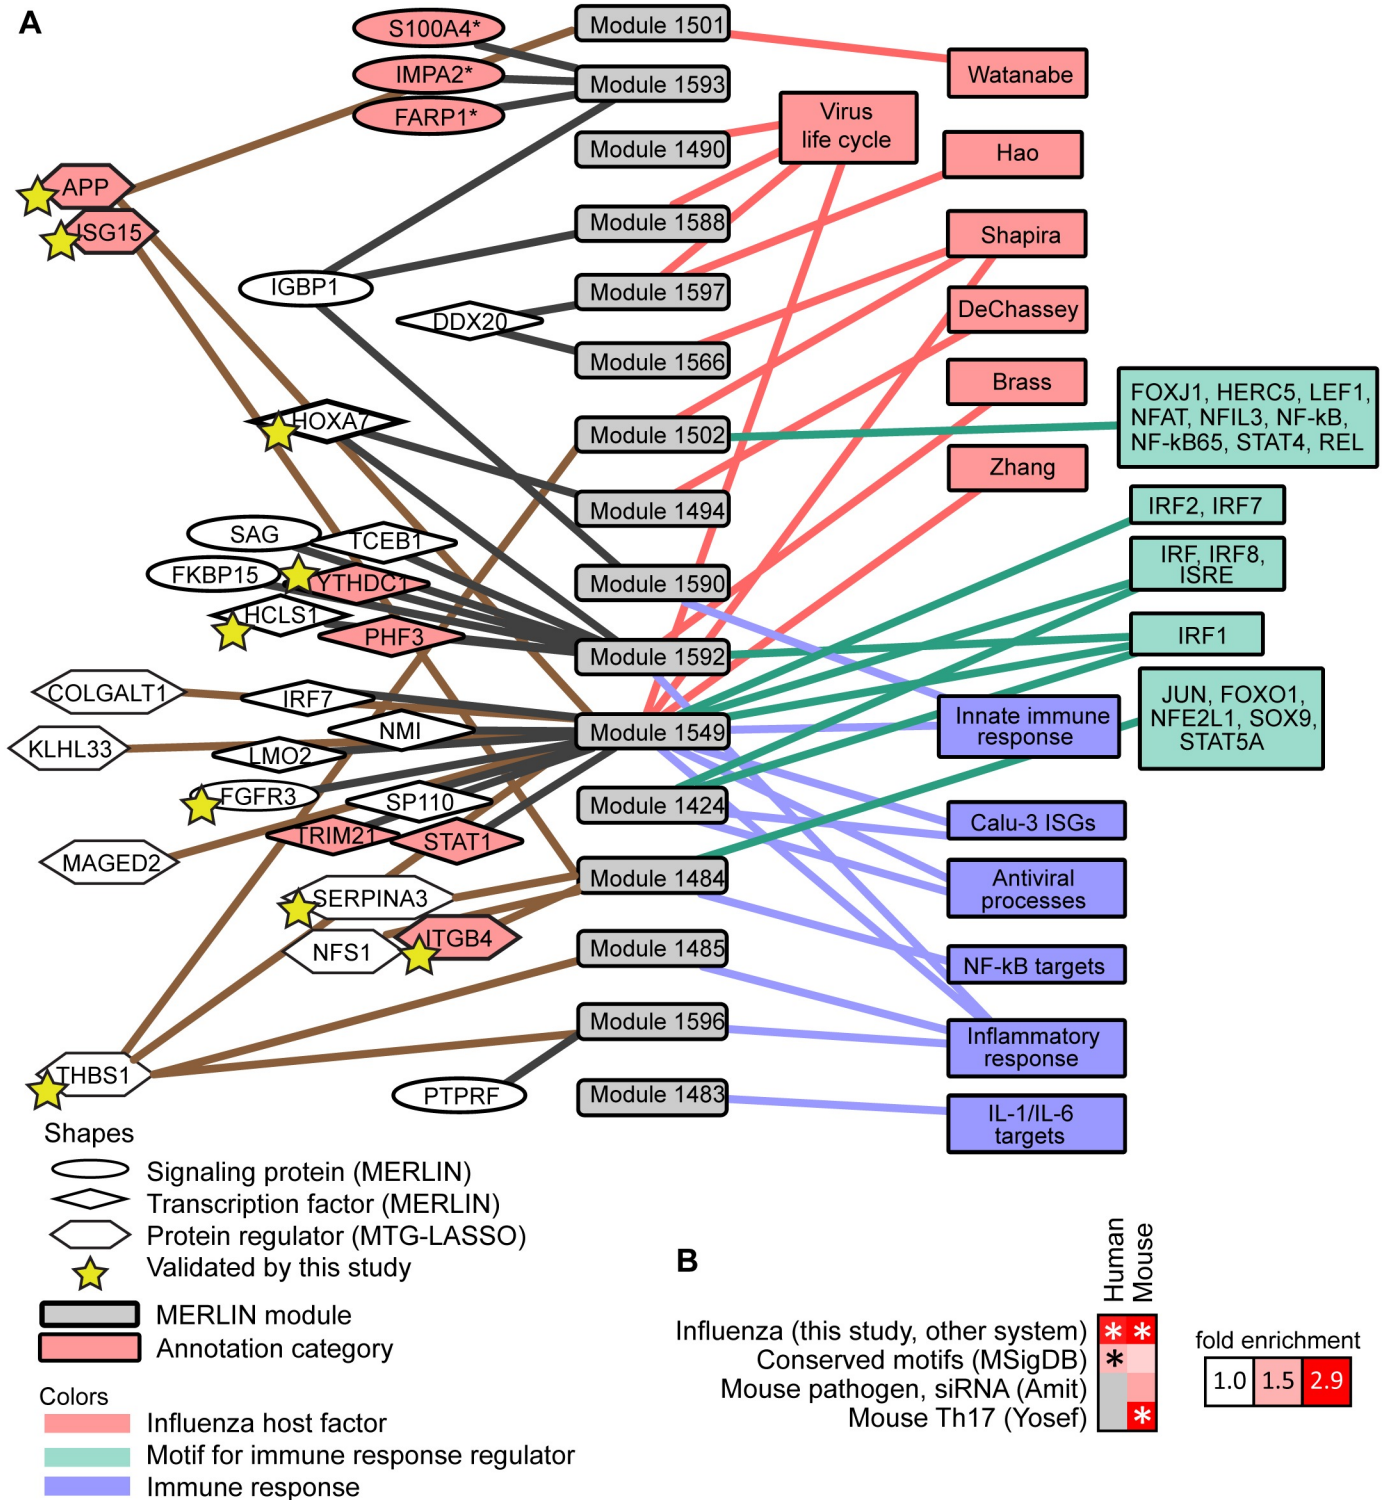 A
S100A4*
IMPA2*
FARP1*
APP
ISG15
IGBP1
DDX20
HOXA7
SAG
TCEB1
FKBP15
YTHDC1
HCLS1
PHF3
COLGALT1
IRF7
NMI
KLHL33
LMO2
FGFR3
SP110
TRIM21
STAT1
MAGED2
SERPINA3
NFS1
ITGB4
THBS1
PTPRF
Module 1501
Module 1593
Module 1490
Module 1588
Module 1597
Module 1566
Module 1502
Module 1494
Module 1590
Module 1592
Module 1549
Module 1424
Module 1484
Module 1485
Module 1596
Module 1483
Watanabe
Virus
life cycle
Hao
Shapira
DeChassey
Brass
Zhang
FOXJ1, HERC5, LEF1,
NFAT, NFIL3, NF-kB,
NF-kB65, STAT4, REL
IRF2, IRF7
IRF, IRF8,
ISRE
IRF1
JUN, FOXO1,
NFE2L1, SOX9,
STAT5A
Innate immune
response
Calu-3 ISGs
Antiviral
processes
NF-kB targets
Inflammatory
response
IL-1/IL-6
targets
Shapes
Signaling protein (MERLIN)
Transcription factor (MERLIN)
Protein regulator (MTG-LASSO)
Validated by this study
MERLIN module
Annotation category
Colors
Influenza host factor
Motif for immune response regulator
Immune response
B
Human
Mouse
Influenza (this study, other system)
* *
Conserved motifs (MSigDB)
*
Mouse pathogen, siRNA (Amit)
Mouse Th17 (Yosef)
*
fold enrichment
1.0 1.5 2.9